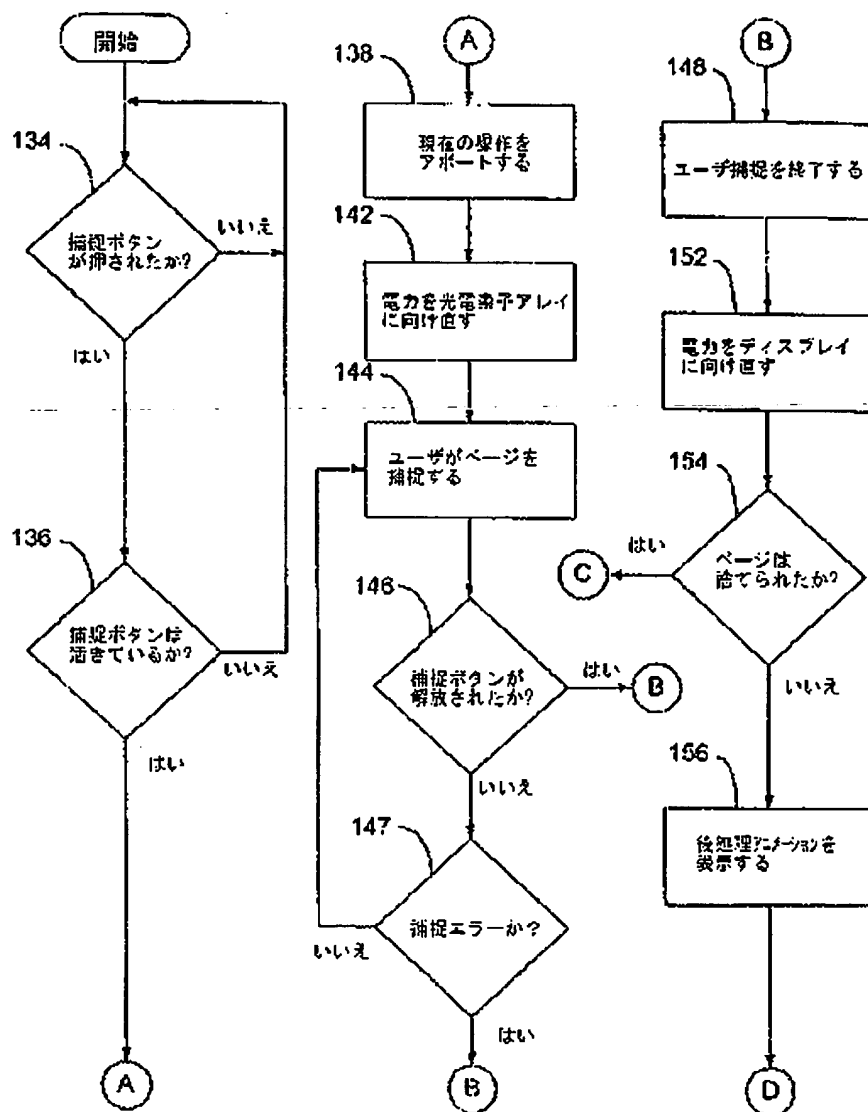 開始
134
捕捉ボタン
が押されたか?
いいえ
はい
136
捕捉ボタンは
活きているか?
いいえ
はい
A
A
138
現在の操作を
アボートする
142
電力を光電素子アレイ
に向け直す
144
ユーザがページを
捕捉する
146
捕捉ボタンが
解放されたか?
はい
B
いいえ
147
捕捉エラーか?
いいえ
はい
B
B
148
ユーザ捕捉を終了する
152
電力をディスプレイ
に向け直す
154
ページは
捨てられたか?
はい
C
いいえ
156
後処理アニメーションを
表示する
D